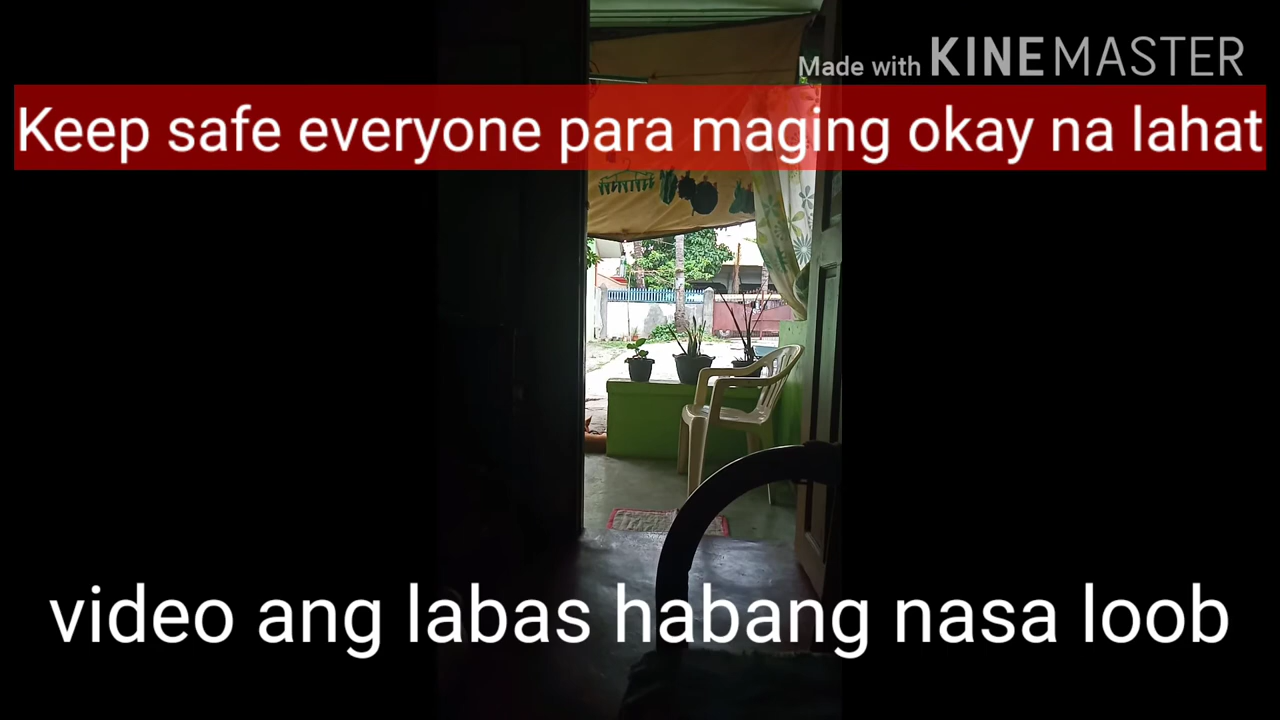 Made with KINEMASTER
Keep safe everyone para maging okay na lahat
video ang labas habang nasa loob